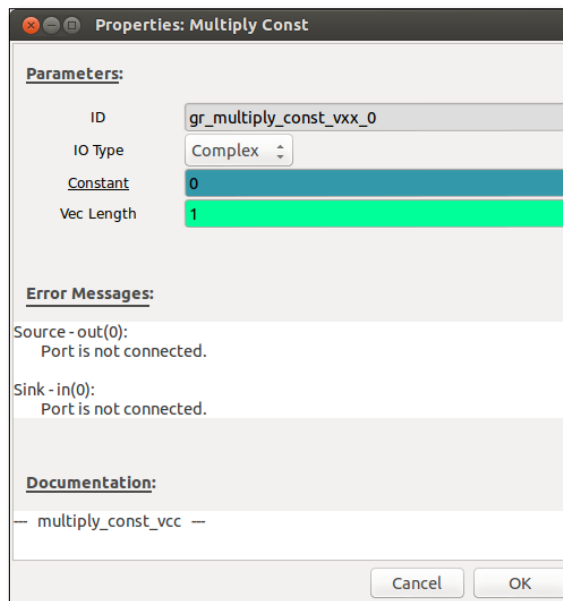 Properties: Multiply Const
Parameters:
ID gr_multiply_const_vxx_0
IO Type Complex
Constant 0
Vec Length 1
Error Messages:
Source - out(0):
Port is not connected.
Sink - in(0):
Port is not connected.
Documentation:
--- multiply_const_vcc ---
Cancel OK